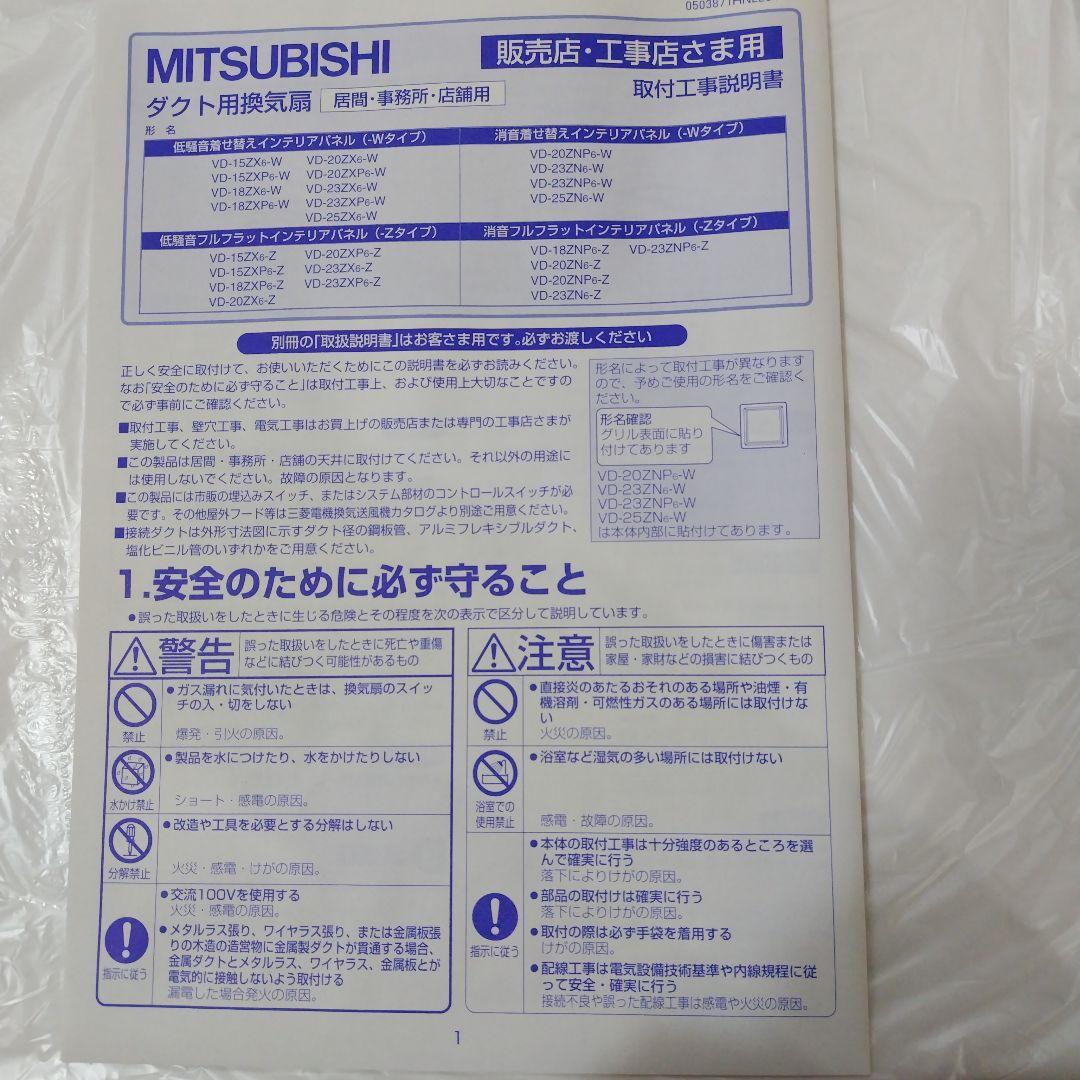 MITSUBISHI
販売店・工事店さま用
ダクト用換気扇 居間・事務所・店舗用
取付工事説明書
形 名
低騒音着せ替えインテリアパネル（-Wタイプ）
VD-15ZX6-W VD-20ZX6-W
VD-15ZXP6-W VD-20ZXP6-W
VD-18ZX6-W VD-23ZX6-W
VD-18ZXP6-W VD-23ZXP6-W
VD-25ZX6-W
消音着せ替えインテリアパネル（-Wタイプ）
VD-20ZNP6-W
VD-23ZN6-W
VD-23ZNP6-W
VD-25ZN6-W
低騒音フルフラットインテリアパネル（-Zタイプ）
VD-15ZX6-Z VD-20ZXP6-Z
VD-15ZXP6-Z VD-23ZX6-Z
VD-18ZXP6-Z VD-23ZXP6-Z
VD-20ZX6-Z
消音フルフラットインテリアパネル（-Zタイプ）
VD-18ZNP6-Z VD-23ZNP6-Z
VD-20ZN6-Z
VD-20ZNP6-Z
VD-23ZN6-Z
別冊の「取扱説明書」はお客さま用です。必ずお渡しください
正しく安全に取付けて、お使いいただくためにこの説明書を必ずお読みください。
なお「安全のために必ず守ること」は取付工事上、および使用上大切なことですの
で必ず事前にご確認ください。
■取付工事、壁穴工事、電気工事はお買上げの販売店または専門の工事店さまが
実施してください。
■この製品は居間・事務所・店舗の天井に取付けてください。それ以外の用途に
は使用しないでください。故障の原因となります。
■この製品には市販の埋込みスイッチ、またはシステム部材のコントロールスイッチが必
要です。その他屋外フード等は三菱電機換気送風機カタログより別途ご用意ください。
■接続ダクトは外形寸法図に示すダクト径の鋼板管、アルミフレキシブルダクト、
塩化ビニル管のいずれかをご用意ください。
形名によって取付工事が異なります
ので、予めご使用の形名をご確認く
ださい。
形名確認
グリル表面に貼り
付けてあります
VD-20ZNP6-W
VD-23ZN6-W
VD-23ZNP6-W
VD-25ZN6-W
は本体内部に貼付けてあります。
1.安全のために必ず守ること
●誤った取扱いをしたときに生じる危険とその程度を次の表示で区分して説明しています。
警告
誤った取扱いをしたときに死亡や重傷
などに結びつく可能性があるもの
禁止
●ガス漏れに気付いたときは、換気扇のスイッ
チの入・切をしない
爆発・引火の原因。
水かけ禁止
●製品を水につけたり、水をかけたりしない
ショート・感電の原因。
分解禁止
●改造や工具を必要とする分解はしない
火災・感電・けがの原因。
指示に従う
●交流100Vを使用する
火災・感電の原因。
●メタルラス張り、ワイヤラス張り、または金属板張
りの木造の造営物に金属製ダクトが貫通する場合、
金属ダクトとメタルラス、ワイヤラス、金属板とが
電気的に接触しないよう取付ける
漏電した場合発火の原因。
注意
誤った取扱いをしたときに傷害または
家屋・家財などの損害に結びつくもの
禁止
●直接炎のあたるおそれのある場所や油煙・有
機溶剤・可燃性ガスのある場所には取付けな
い
火災の原因。
浴室での
使用禁止
●浴室など湿気の多い場所には取付けない
感電・故障の原因。
指示に従う
●本体の取付工事は十分強度のあるところを選
んで確実に行う
落下によりけがの原因。
●部品の取付けは確実に行う
落下によりけがの原因。
●取付の際は必ず手袋を着用する
けがの原因。
●配線工事は電気設備技術基準や内線規程に従
って安全・確実に行う
接続不良や誤った配線工事は感電や火災の原因。
1